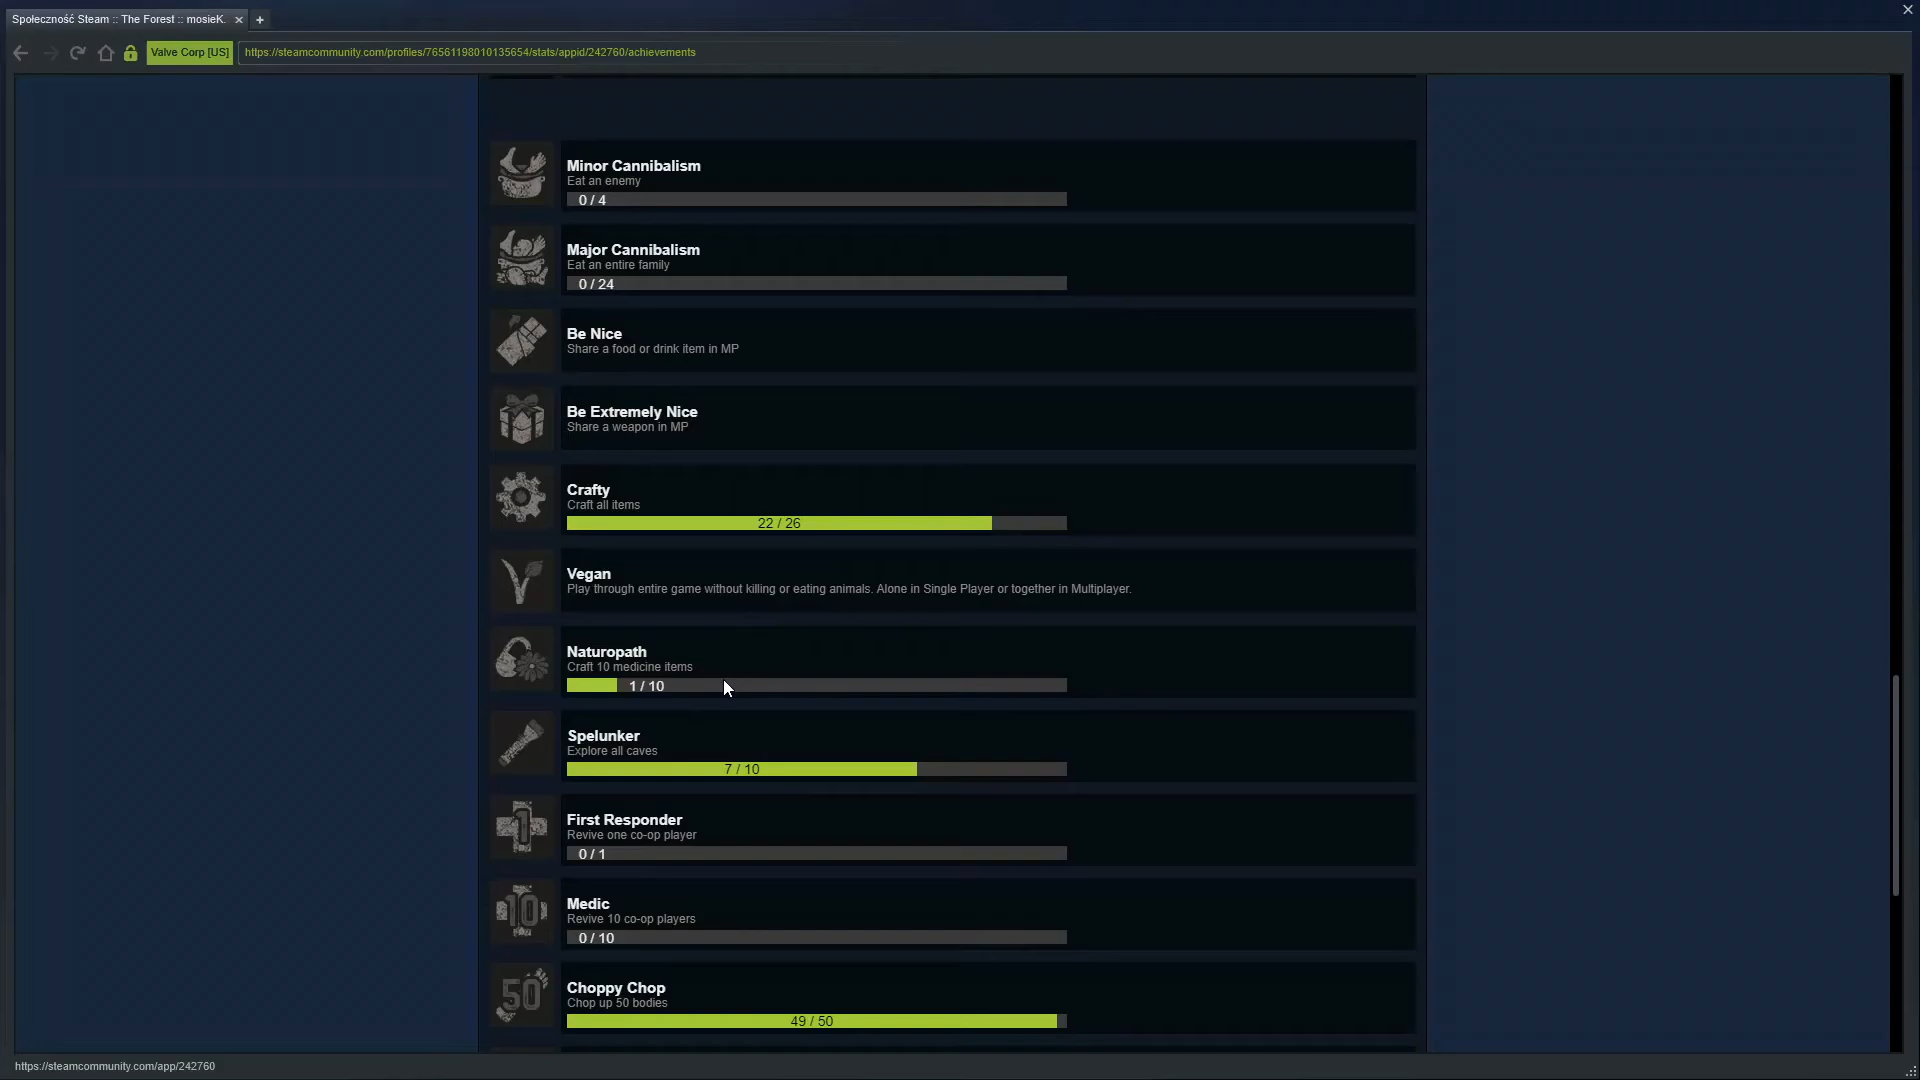 Społeczność Steam :: The Forest :: mosieK.
Valve Corp [US]
https://steamcommunity.com/profiles/76561198010135654/stats/appid/242760/achievements
Minor Cannibalism
Eat an enemy
0 / 4
Major Cannibalism
Eat an entire family
0 / 24
Be Nice
Share a food or drink item in MP
Be Extremely Nice
Share a weapon in MP
Crafty
Craft all items
22 / 26
Vegan
Play through entire game without killing or eating animals. Alone in Single Player or together in Multiplayer.
Naturopath
Craft 10 medicine items
1 / 10
Spelunker
Explore all caves
7 / 10
1
First Responder
Revive one co-op player
0 / 1
10
Medic
Revive 10 co-op players
0 / 10
50
Choppy Chop
Chop up 50 bodies
49 / 50
https://steamcommunity.com/app/242760